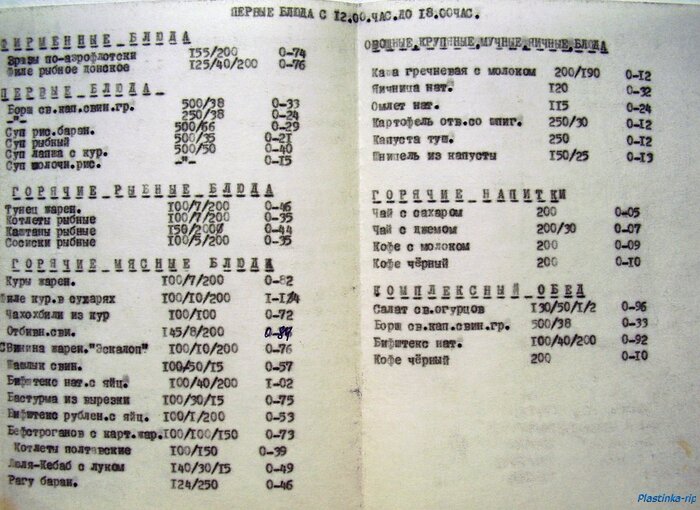 ПЕРВЫЕ БЛЮДА С 12.00.ЧАС.ДО 18.00ЧАС.
ФИРМЕННЫЕ БЛЮДА
Зразы по-аэрофлотски 155/200 0-74
Филе рыбное донское 125/40/200 0-76
ПЕРВЫЕ БЛЮДА
Борщ св.кап.свин.гр. 500/38 0-33
-"- 250/38 0-24
Суп рис.баран. 500/66 0-29
Суп рыбный 500/35 0-21
Суп лапша с кур. 500/50 0-40
Суп молочн.рис. -"- 0-15
ГОРЯЧИЕ РЫБНЫЕ БЛЮДА
Тунец жарен. 100/7/200 0-46
Котлеты рыбные 100/7/200 0-35
Каштаны рыбные 150/2000 0-44
Сосиски рыбные 100/5/200 0-35
ГОРЯЧИЕ МЯСНЫЕ БЛЮДА
Куры жарен. 100/7/200 0-82
Филе кур.в сухарях 100/10/200
Чахохбили из кур 100/100 0-72
Отбивн.сви. 145/8/200
Свинина жарен."Эскалоп" 100/10/200 0-76
Шашлык свин. 100/50/15 0-57
Бифштекс нат.с яйц. 100/40/200 1-02
Бастурма из вырезки 100/30/15 0-75
Бифштекс рублен.с яйц. 100/1/200 0-53
Бефстроганов с карт.жар.100/100/150 0-73
Котлеты полтавские 100/150 0-39
Люля-Кебаб с луком 140/30/15 0-49
Рагу баран. 124/250 0-46
ОВОЩНЫЕ,КРУПЯНЫЕ,МУЧНЫЕ,ЯИЧНЫЕ,БЛЮДА
Каша гречневая с молоком 200/190 0-12
Яичница нат. 120 0-32
Омлет нат. 115 0-24
Картофель отв.со шпиг. 250/30 0-12
Капуста туш. 250 0-12
Шницель из капусты 150/25 0-13
ГОРЯЧИЕ НАПИТКИ
Чай с сахаром 200 0-05
Чай с джемом 200/30 0-07
Кофе с молоком 200 0-09
Кофе чёрный 200 0-10
КОМПЛЕКСНЫЙ ОБЕД
Салат св.огурцов 130/50/1/2 0-96
Борщ св.кап.свин.гр. 500/38 0-33
Бифштекс нат. 100/40/200 0-92
Кофе чёрный 200 0-10
Plastinka-rip